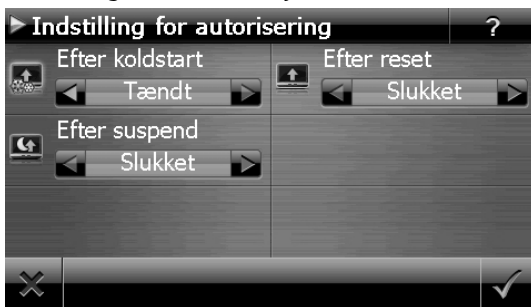 Indstilling for autorisering ?
Efter koldstart
Tændt
Efter reset
Slukket
Efter suspend
Slukket